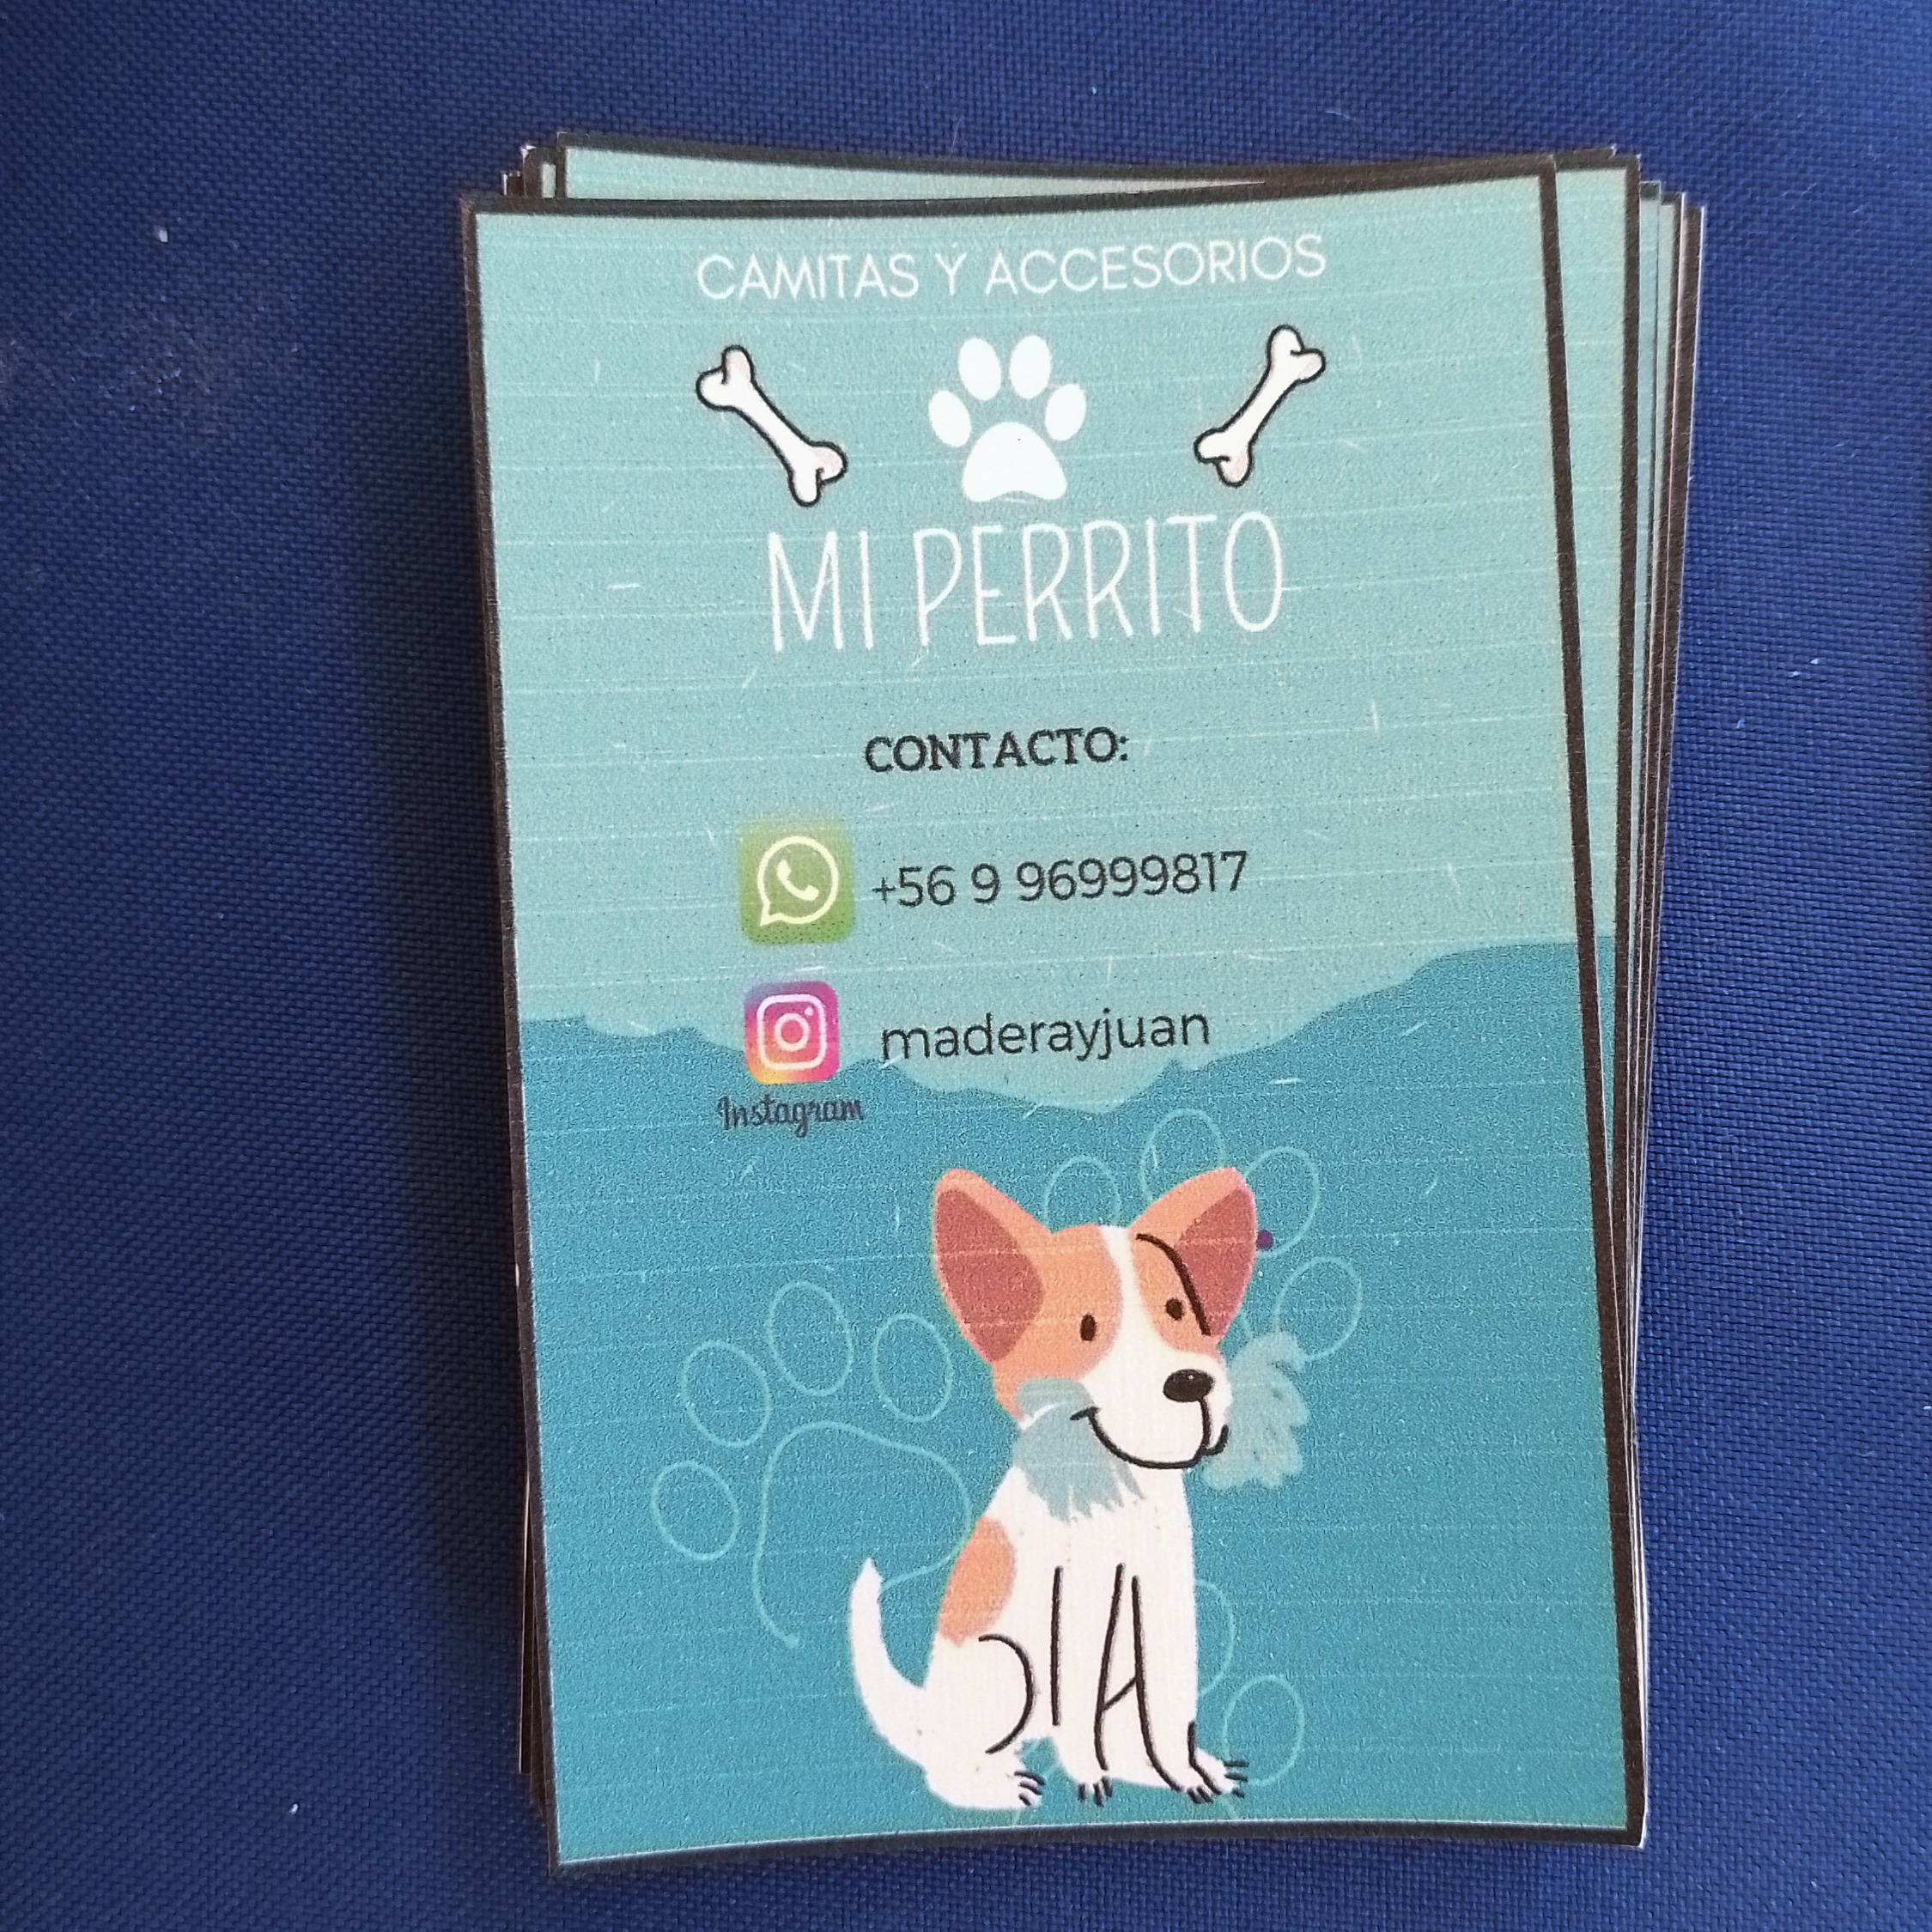 CAMITAS Y ACCESORIOS
MI PERRITO
CONTACTO:
+56 9 96999817
maderayjuan
Instagram